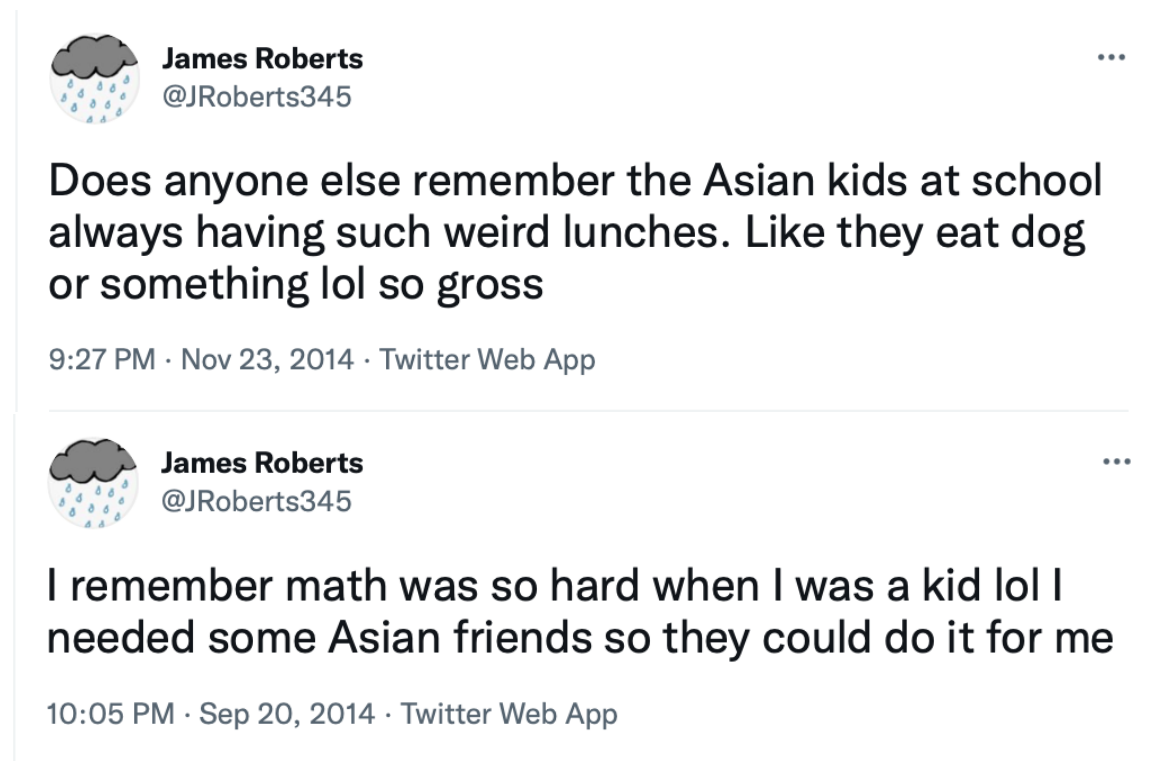 James Roberts
@JRoberts345
Does anyone else remember the Asian kids at school
always having such weird lunches. Like they eat dog
or something lol so gross
9:27 PM · Nov 23, 2014 · Twitter Web App
James Roberts
@JRoberts345
I remember math was so hard when I was a kid lol I
needed some Asian friends so they could do it for me
10:05 PM · Sep 20, 2014 · Twitter Web App